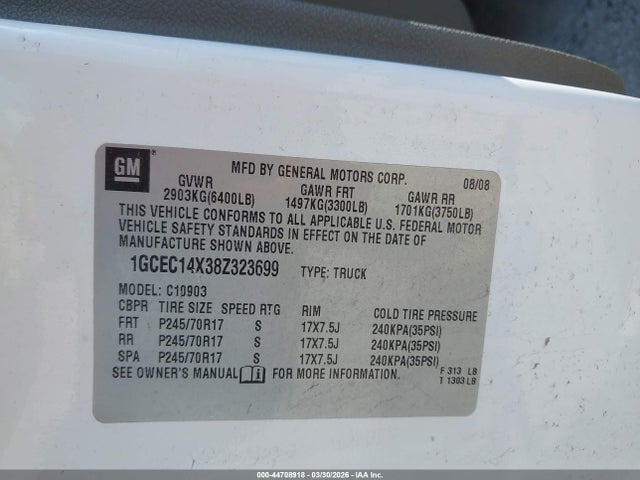 GM
MFD BY GENERAL MOTORS CORP. 08/08
GVWR GAWR FRT GAWR RR
2903KG(6400LB) 1497KG(3300LB) 1701KG(3750LB)
THIS VEHICLE CONFORMS TO ALL APPLICABLE U.S. FEDERAL MOTOR
VEHICLE SAFETY STANDARDS IN EFFECT ON THE DATE OF
MANUFACTURE SHOWN ABOVE.
1GCEC14X38Z323699 TYPE: TRUCK
MODEL: C10903
CBPR TIRE SIZE SPEED RTG RIM COLD TIRE PRESSURE
FRT P245/70R17 S 17X7.5J 240KPA(35PSI)
RR P245/70R17 S 17X7.5J 240KPA(35PSI)
SPA P245/70R17 S 17X7.5J 240KPA(35PSI)
SEE OWNER'S MANUAL FOR MORE INFORMATION.
F 313 LB
T 1303 LB
000-44708918 - 03/30/2026 - IAAI Inc.